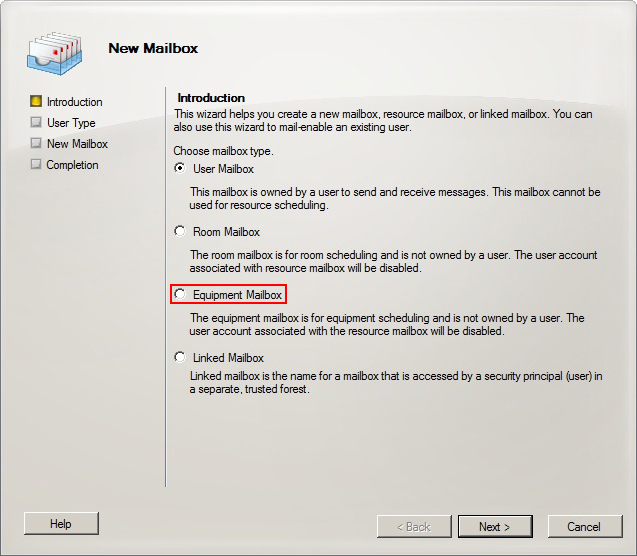 New Mailbox
Introduction
User Type
New Mailbox
Completion
Introduction
This wizard helps you create a new mailbox, resource mailbox, or linked mailbox. You can
also use this wizard to mail-enable an existing user.
Choose mailbox type.
User Mailbox
This mailbox is owned by a user to send and receive messages. This mailbox cannot be
used for resource scheduling.
Room Mailbox
The room mailbox is for room scheduling and is not owned by a user. The user account
associated with resource mailbox will be disabled.
Equipment Mailbox
The equipment mailbox is for equipment scheduling and is not owned by a user. The
user account associated with the resource mailbox will be disabled.
Linked Mailbox
Linked mailbox is the name for a mailbox that is accessed by a security principal (user) in
a separate, trusted forest.
Help
< Back
Next >
Cancel